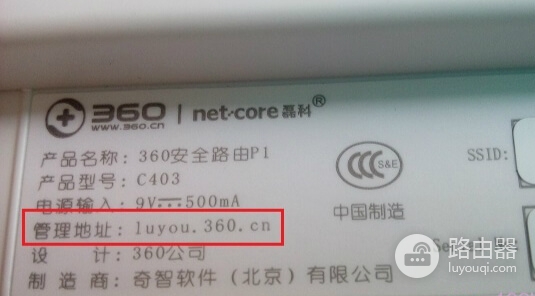 360 | net-core 磊科®
www.360.cn
产品名称: 360安全路由P1
产品型号: C403
电源输入: 9V⎓500mA
管理地址: luyou.360.cn
设 计: 360公司
制 造 商: 奇智软件(北京)有限公司
S&E
中国制造
SSID:
路由器
luyouqi.com